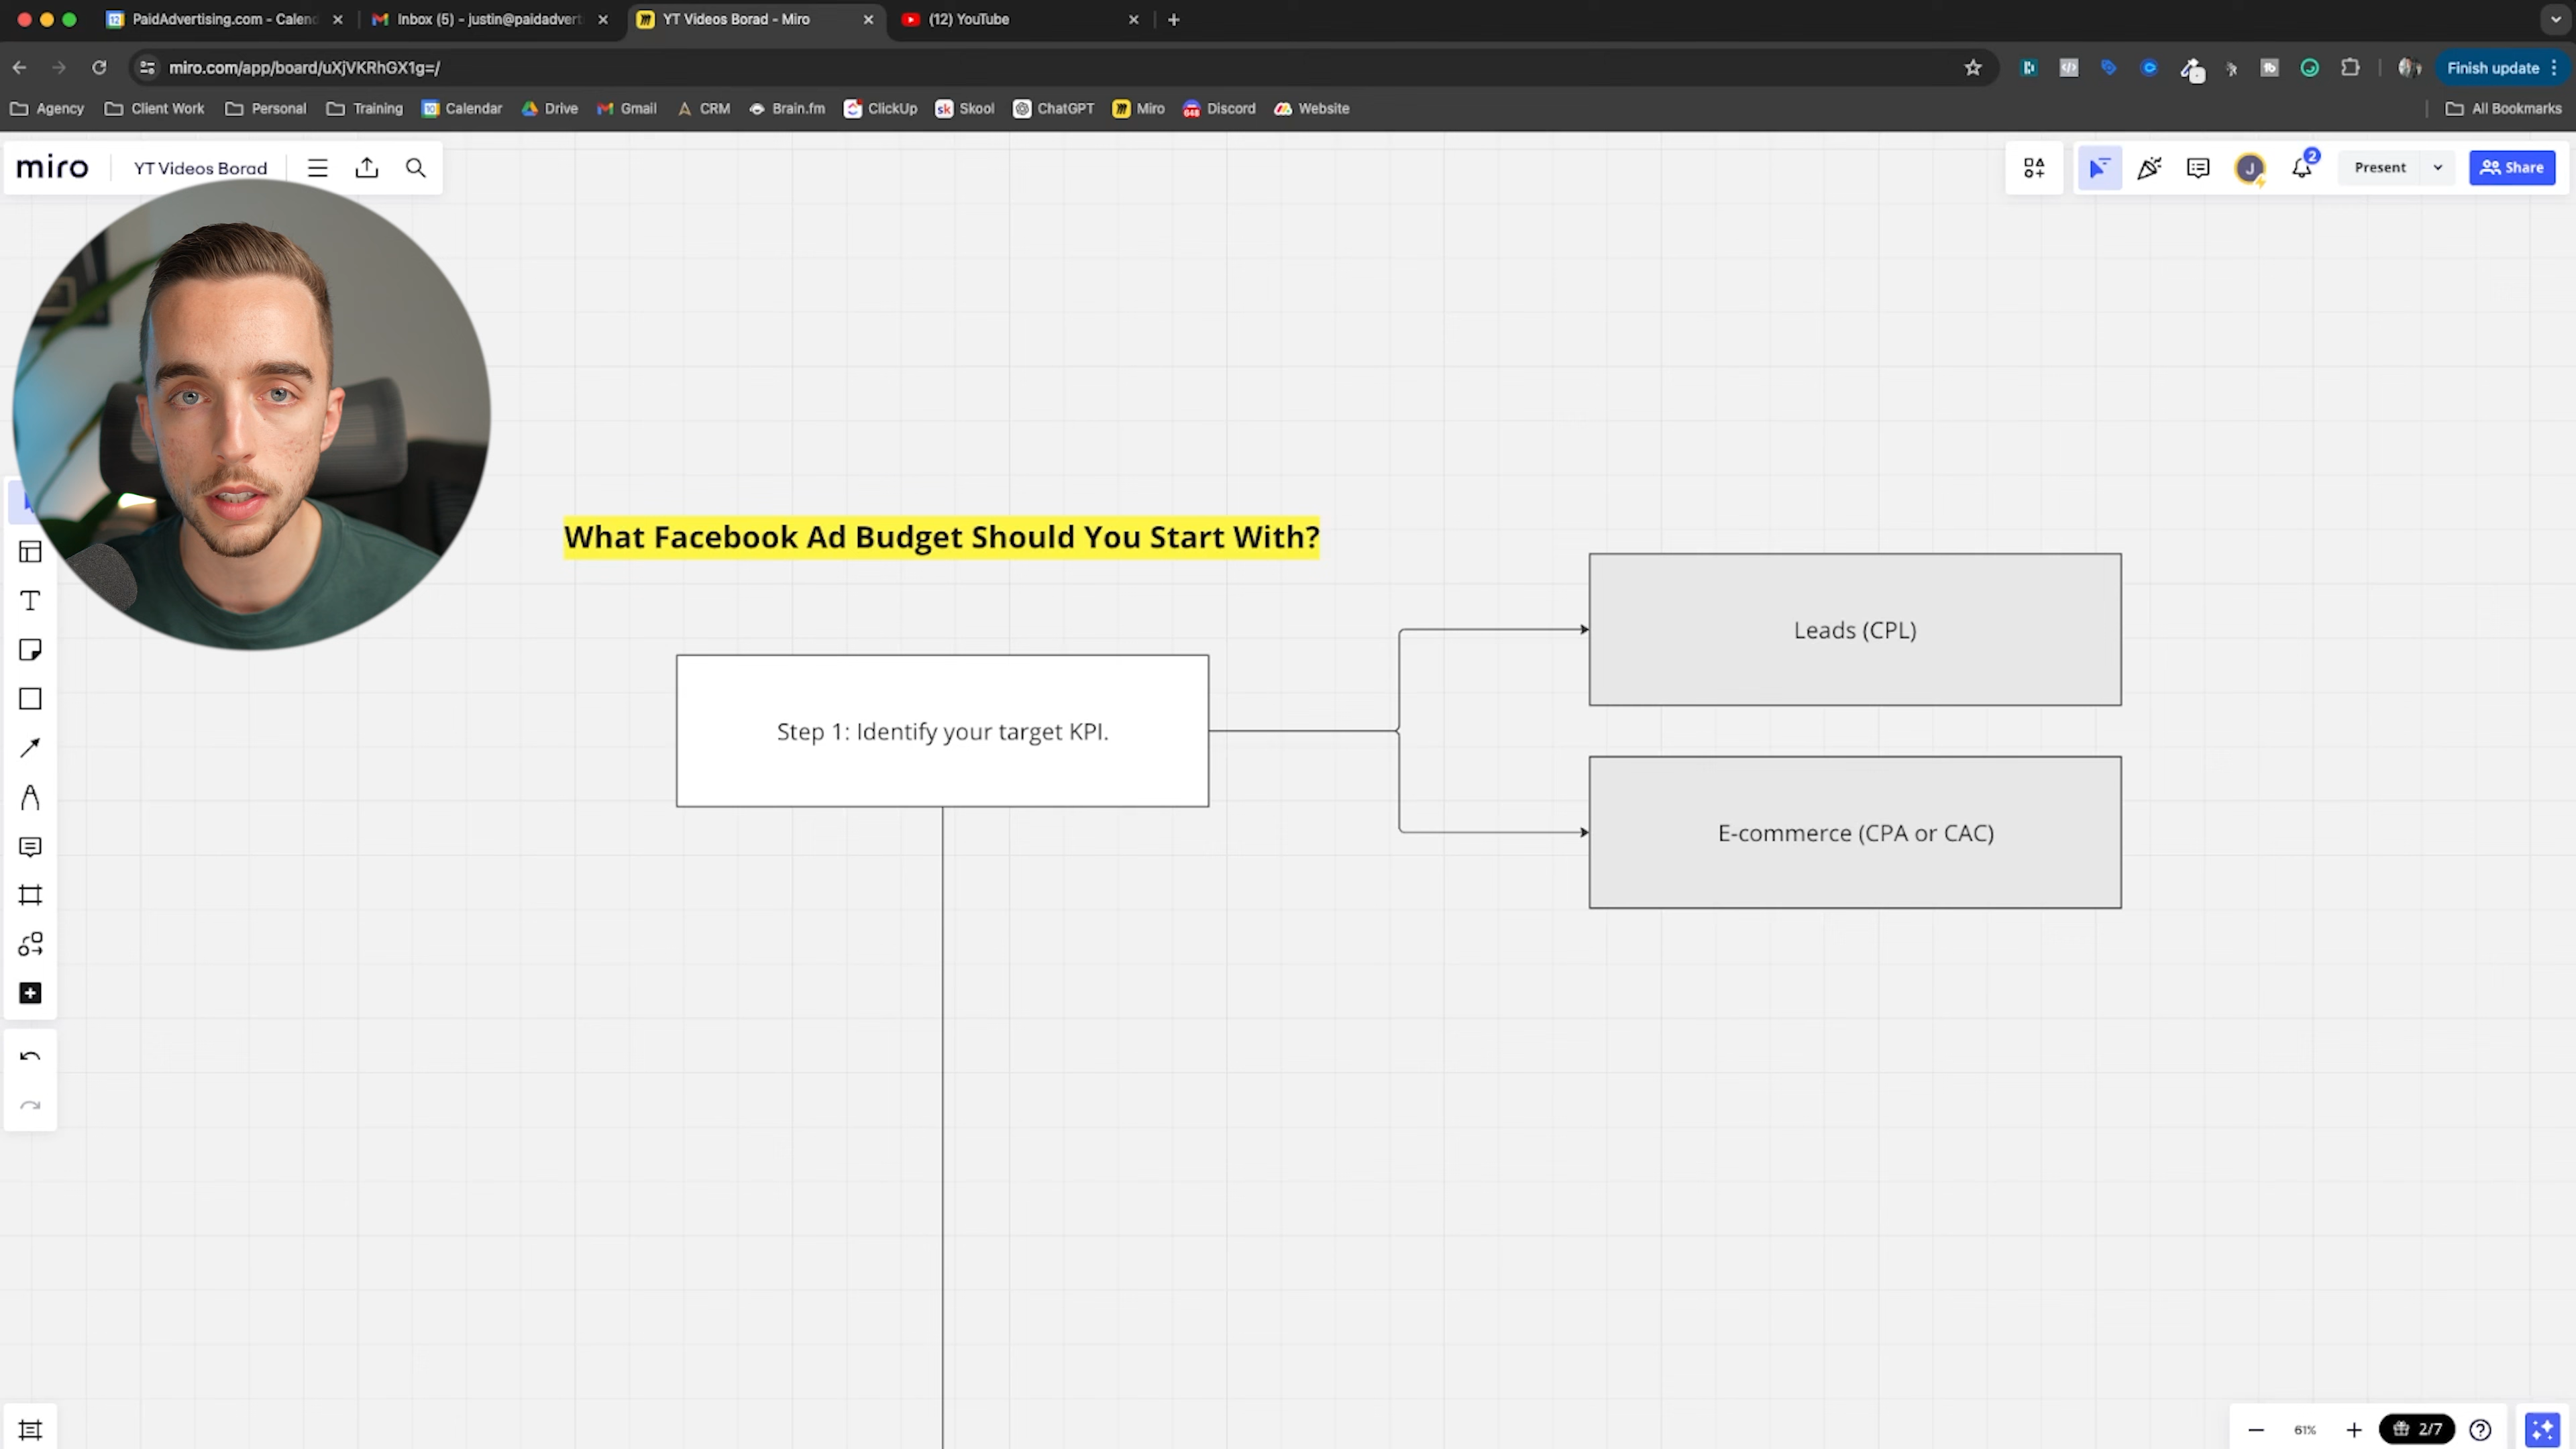 PaidAdvertising.com - Calend
Inbox (5) - justin@paidadvert
YT Videos Borad - Miro
(12) YouTube
miro.com/app/board/uXjVKRhGX1g=/
Finish update
Agency
Client Work
Personal
Training
Calendar
Drive
Gmail
CRM
Brain.fm
ClickUp
Skool
ChatGPT
Miro
Discord
Website
All Bookmarks
miro
YT Videos Borad
J
2
Present
Share
What Facebook Ad Budget Should You Start With?
Step 1: Identify your target KPI.
Leads (CPL)
E-commerce (CPA or CAC)
61%
2/7